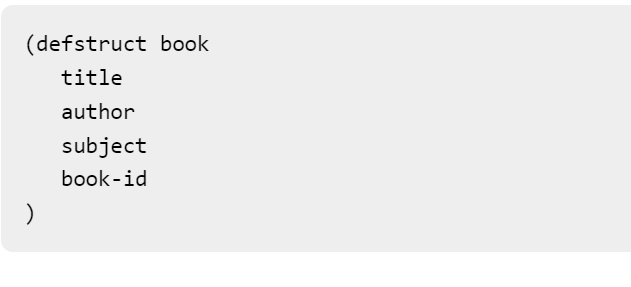 (defstruct book
   title
   author
   subject
   book-id
)